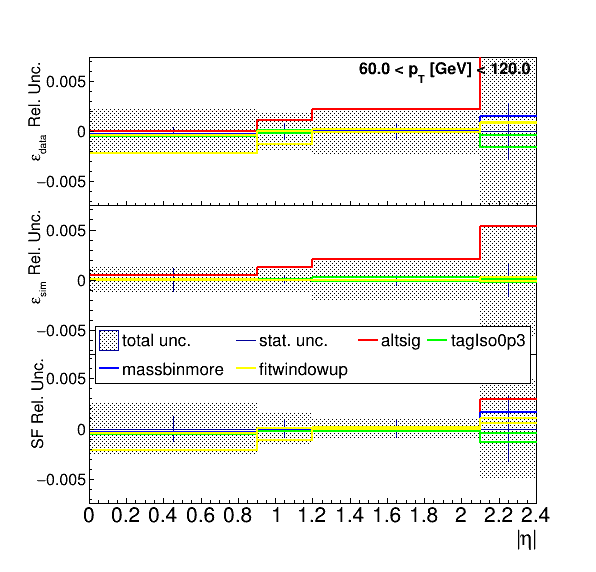 60.0 < pT [GeV] < 120.0
εdata Rel. Unc.
0.005
0
−0.005
εsim Rel. Unc.
0.005
0
−0.005
total unc. stat. unc. altsig tagIso0p3
massbinmore fitwindowup
SF Rel. Unc.
0.005
0
−0.005
0 0.2 0.4 0.6 0.8 1 1.2 1.4 1.6 1.8 2 2.2 2.4
|η|